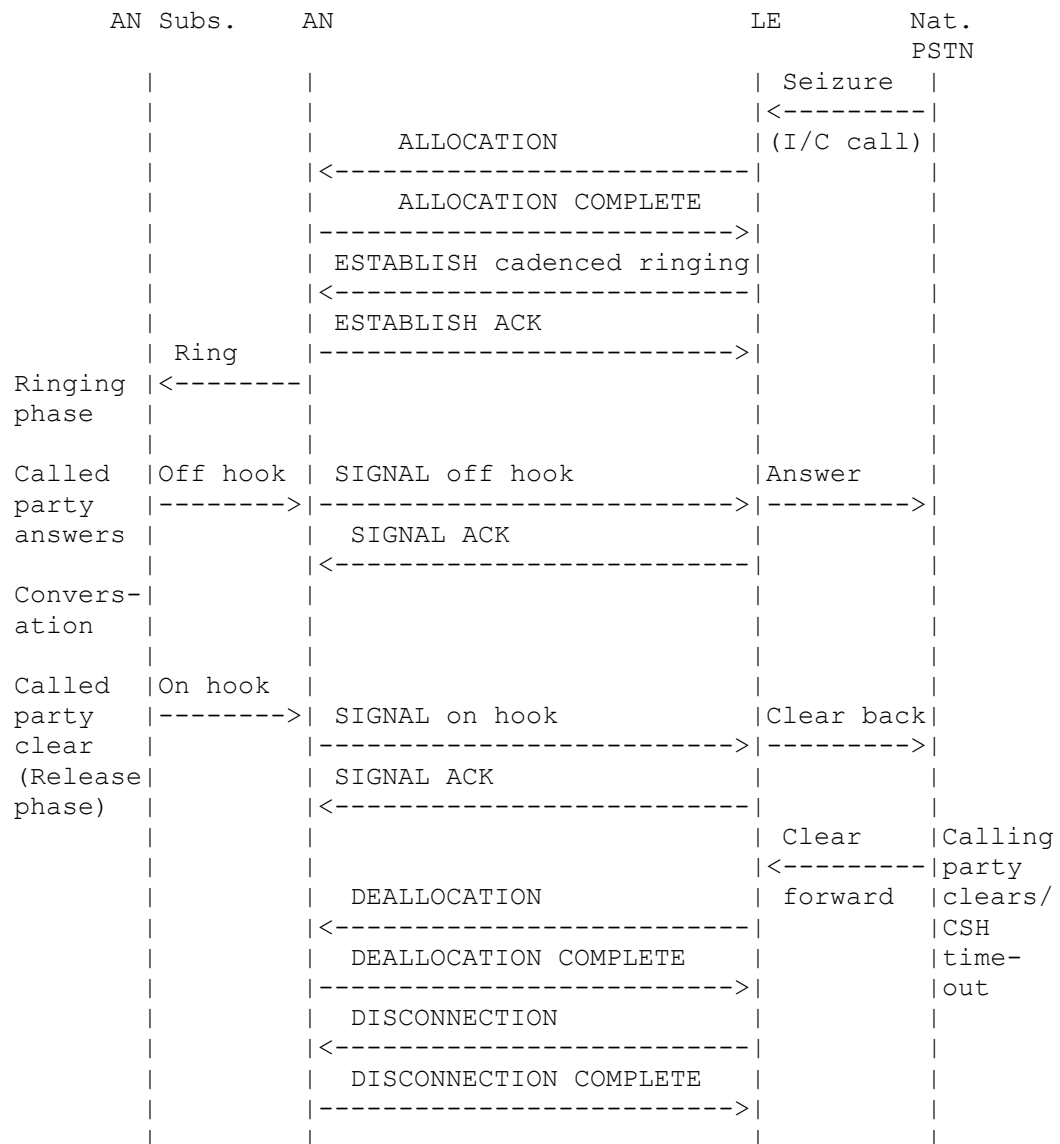 AN Subs. AN LE Nat.
PSTN
Seizure
(I/C call)
ALLOCATION
ALLOCATION COMPLETE
ESTABLISH cadenced ringing
ESTABLISH ACK
Ring
Ringing
phase
Called Off hook SIGNAL off hook Answer
party
answers SIGNAL ACK
Convers-
ation
Called On hook
party SIGNAL on hook Clear back
clear
(Release SIGNAL ACK
phase)
Clear Calling
party
DEALLOCATION forward clears/
CSH
DEALLOCATION COMPLETE time-
out
DISCONNECTION
DISCONNECTION COMPLETE